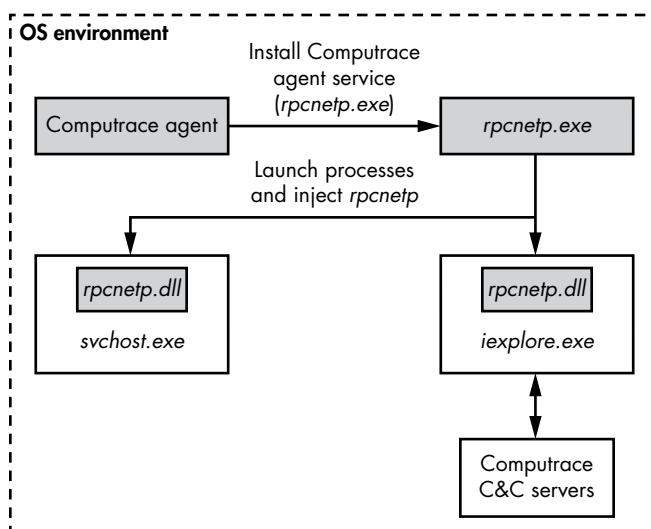 OS environment
Install Computrace
agent service
(rpcnetp.exe)
Computrace agent
rpcnetp.exe
Launch processes
and inject rpcnetp
rpcnetp.dll
svchost.exe
rpcnetp.dll
iexplore.exe
Computrace
C&C servers